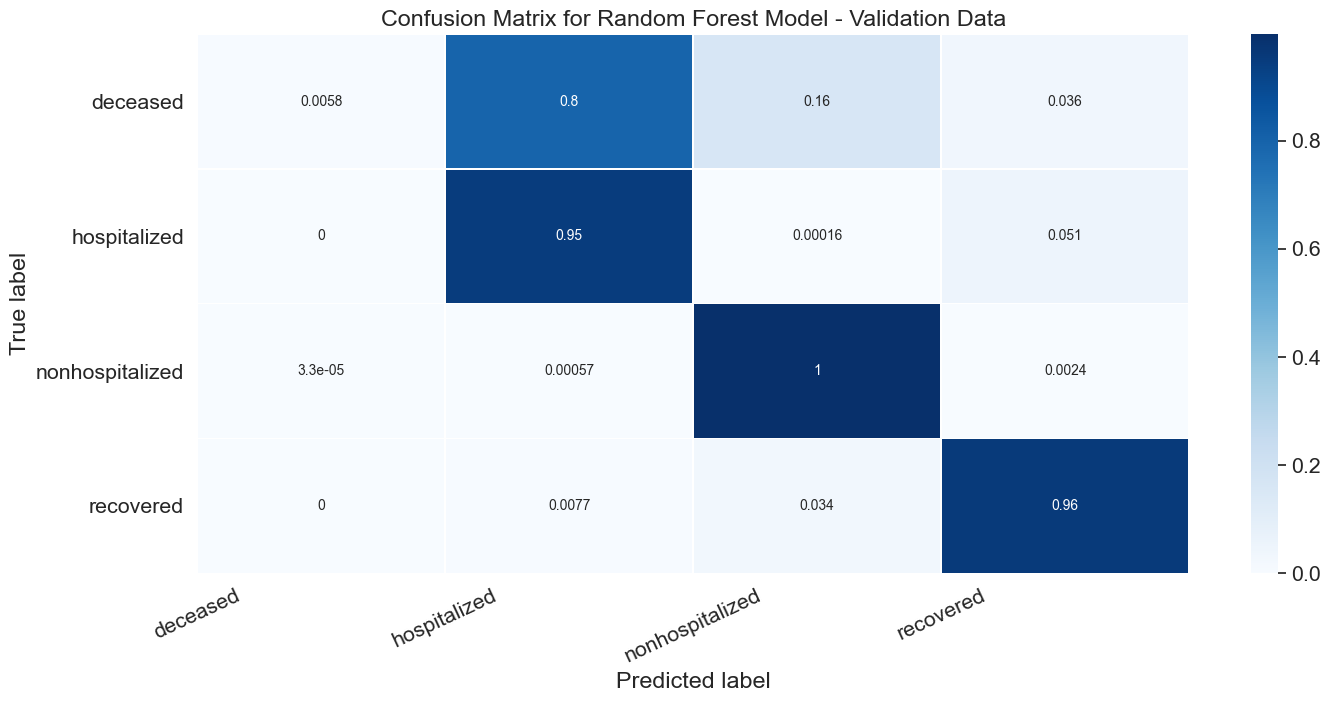 Confusion Matrix for Random Forest Model - Validation Data
True label
deceased 0.0058 0.8 0.16 0.036
hospitalized 0 0.95 0.00016 0.051
nonhospitalized 3.3e-05 0.00057 1 0.0024
recovered 0 0.0077 0.034 0.96
deceased hospitalized nonhospitalized recovered
Predicted label
0.8
0.6
0.4
0.2
0.0